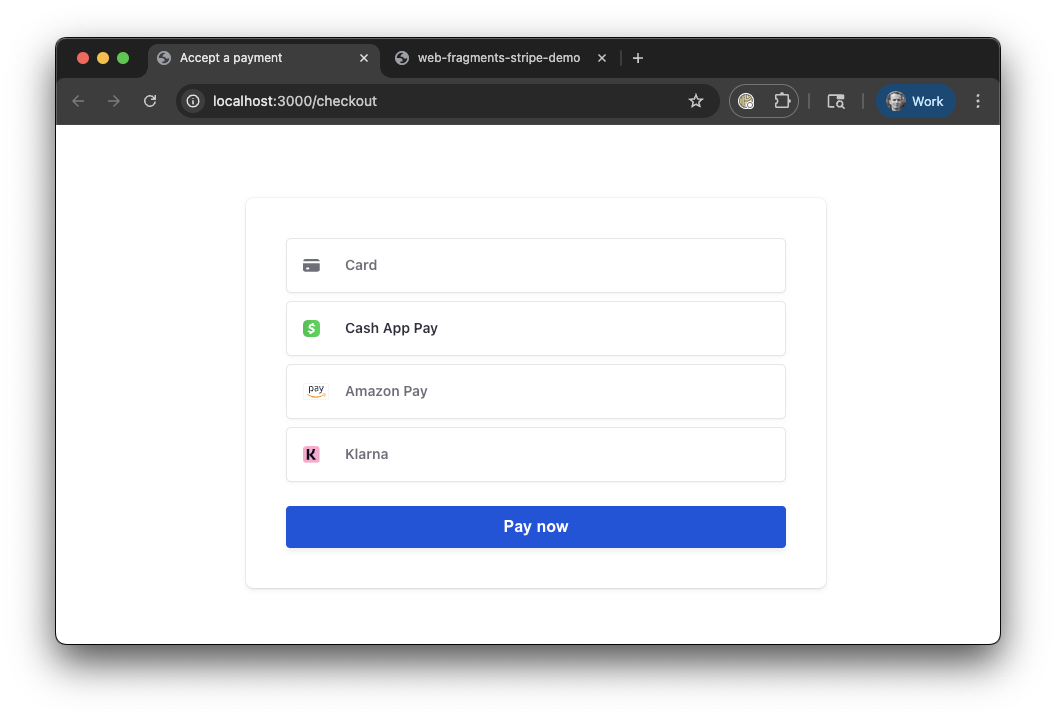 Accept a payment
web-fragments-stripe-demo
localhost:3000/checkout
Work
Card
$ Cash App Pay
pay Amazon Pay
K Klarna
Pay now